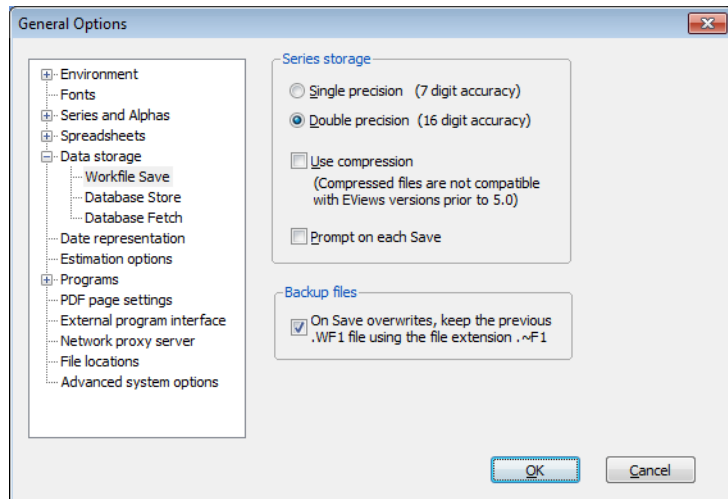 General Options
Environment
Fonts
Series and Alphas
Spreadsheets
Data storage
Workfile Save
Database Store
Database Fetch
Date representation
Estimation options
Programs
PDF page settings
External program interface
Network proxy server
File locations
Advanced system options
Series storage
Single precision (7 digit accuracy)
Double precision (16 digit accuracy)
Use compression
(Compressed files are not compatible
with EViews versions prior to 5.0)
Prompt on each Save
Backup files
On Save overwrites, keep the previous
.WF1 file using the file extension .~F1
OK
Cancel